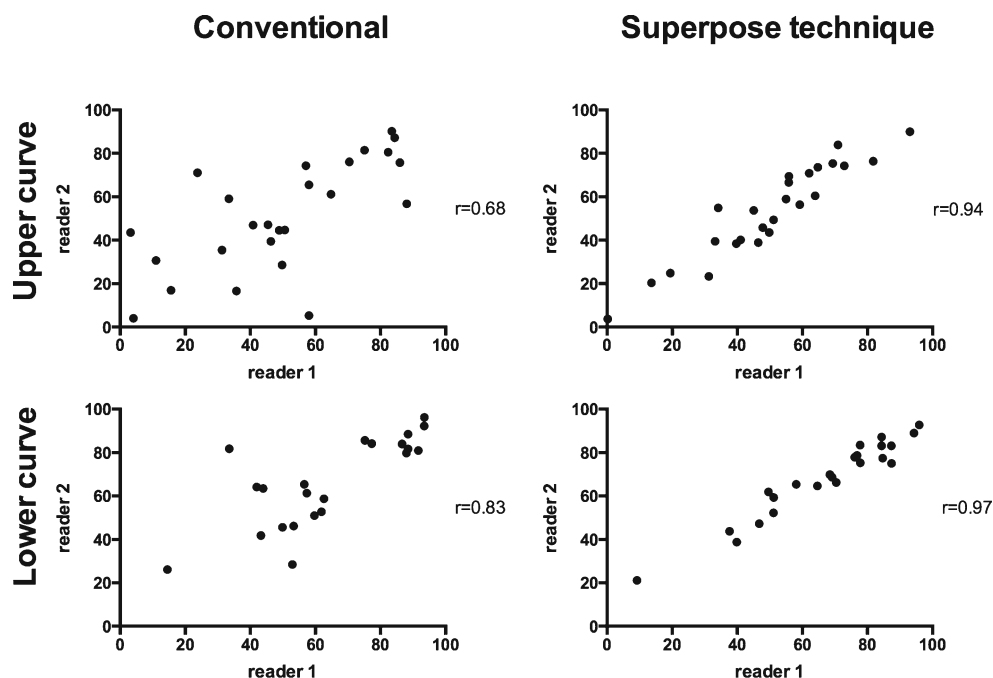 Conventional
Superpose technique
Upper curve
reader 2
100
80
60
40
20
0
0 20 40 60 80 100
reader 1
r=0.68
reader 2
100
80
60
40
20
0
0 20 40 60 80 100
reader 1
r=0.94
Lower curve
reader 2
100
80
60
40
20
0
0 20 40 60 80 100
reader 1
r=0.83
reader 2
100
80
60
40
20
0
0 20 40 60 80 100
reader 1
r=0.97